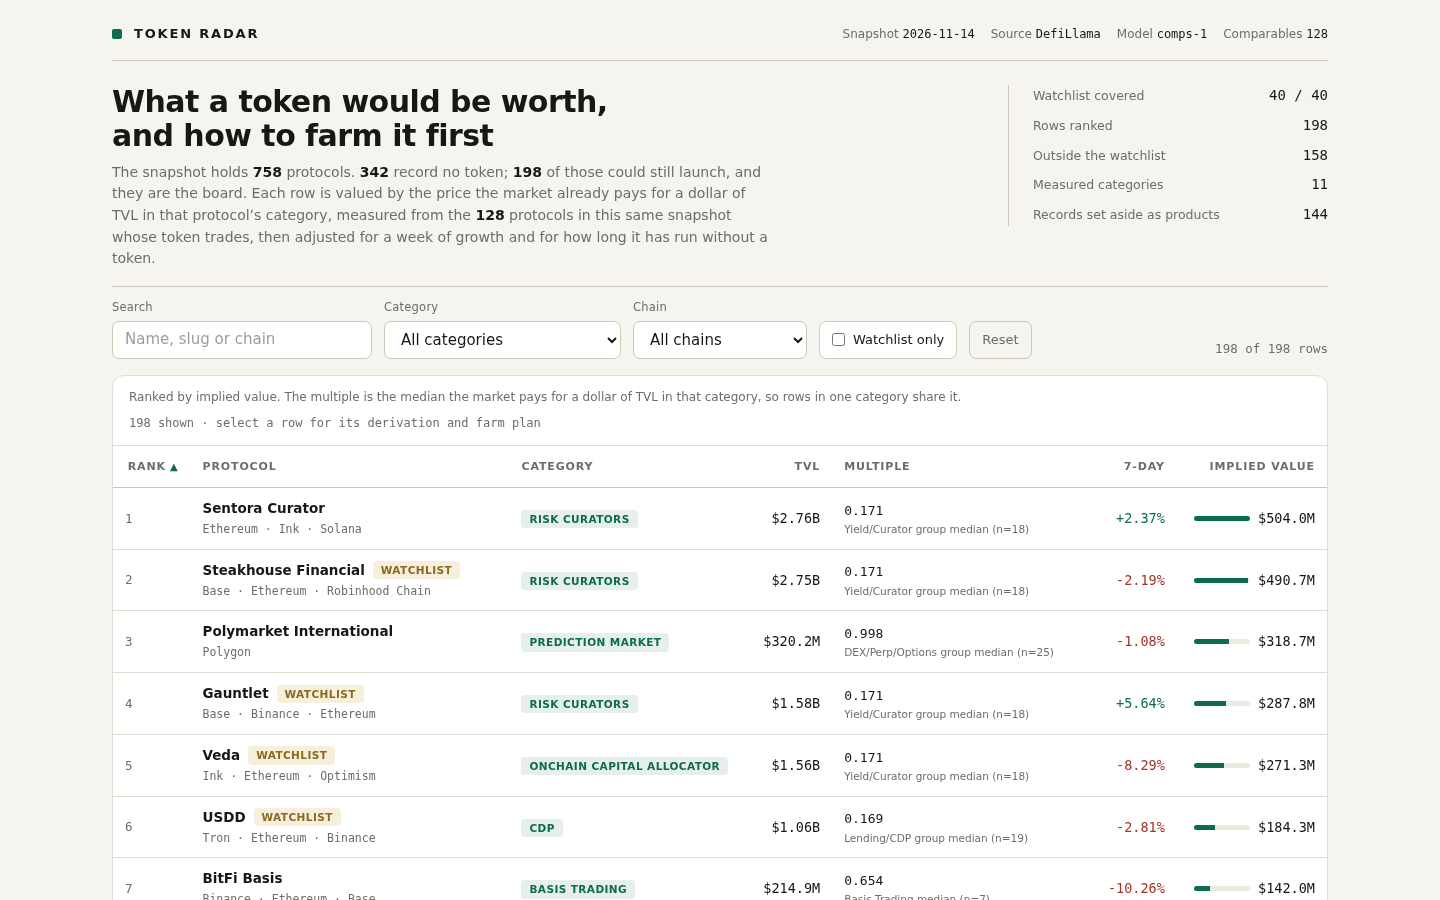 TOKEN RADAR
Snapshot 2026-11-14 Source DefiLlama Model comps-1 Comparables 128
What a token would be worth,
and how to farm it first
The snapshot holds 758 protocols. 342 record no token; 198 of those could still launch, and
they are the board. Each row is valued by the price the market already pays for a dollar of
TVL in that protocol’s category, measured from the 128 protocols in this same snapshot
whose token trades, then adjusted for a week of growth and for how long it has run without a
token.
Watchlist covered 40 / 40
Rows ranked 198
Outside the watchlist 158
Measured categories 11
Records set aside as products 144
Search Category Chain
Name, slug or chain All categories All chains Watchlist only Reset 198 of 198 rows
Ranked by implied value. The multiple is the median the market pays for a dollar of TVL in that category, so rows in one category share it.
198 shown · select a row for its derivation and farm plan
RANK ▲ PROTOCOL CATEGORY TVL MULTIPLE 7-DAY IMPLIED VALUE
1 Sentora Curator RISK CURATORS $2.76B 0.171 +2.37% $504.0M
Ethereum · Ink · Solana Yield/Curator group median (n=18)
2 Steakhouse Financial WATCHLIST RISK CURATORS $2.75B 0.171 -2.19% $490.7M
Base · Ethereum · Robinhood Chain Yield/Curator group median (n=18)
3 Polymarket International PREDICTION MARKET $320.2M 0.998 -1.08% $318.7M
Polygon DEX/Perp/Options group median (n=25)
4 Gauntlet WATCHLIST RISK CURATORS $1.58B 0.171 +5.64% $287.8M
Base · Binance · Ethereum Yield/Curator group median (n=18)
5 Veda WATCHLIST ONCHAIN CAPITAL ALLOCATOR $1.56B 0.171 -8.29% $271.3M
Ink · Ethereum · Optimism Yield/Curator group median (n=18)
6 USDD WATCHLIST CDP $1.06B 0.169 -2.81% $184.3M
Tron · Ethereum · Binance Lending/CDP group median (n=19)
7 BitFi Basis BASIS TRADING $214.9M 0.654 -10.26% $142.0M
Binance · Ethereum · Base Basis Trading median (n=7)